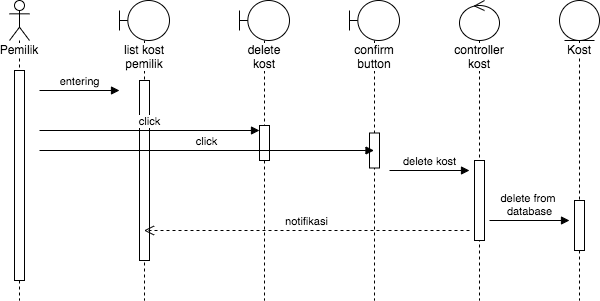 Pemilik
list kost
pemilik
delete
kost
confirm
button
controller
kost
Kost
entering
click
click
delete kost
delete from
database
notifikasi